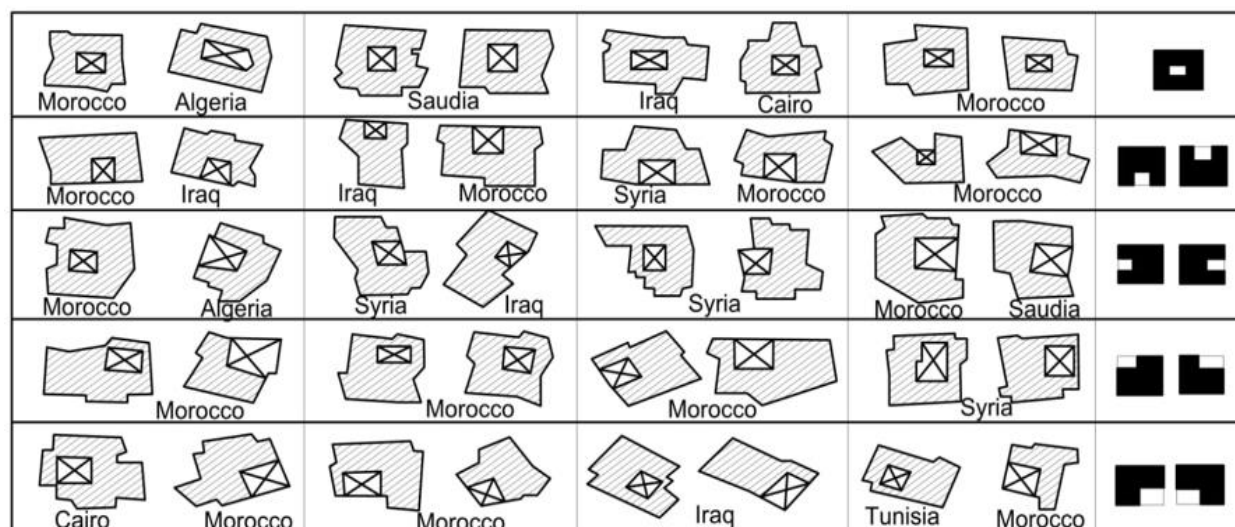 Morocco Algeria Saudia Iraq Cairo Morocco
Morocco Iraq Iraq Morocco Syria Morocco Morocco
Morocco Algeria Syria Iraq Syria Morocco Saudia
Morocco Morocco Morocco Syria
Cairo Morocco Morocco Iraq Tunisia Morocco